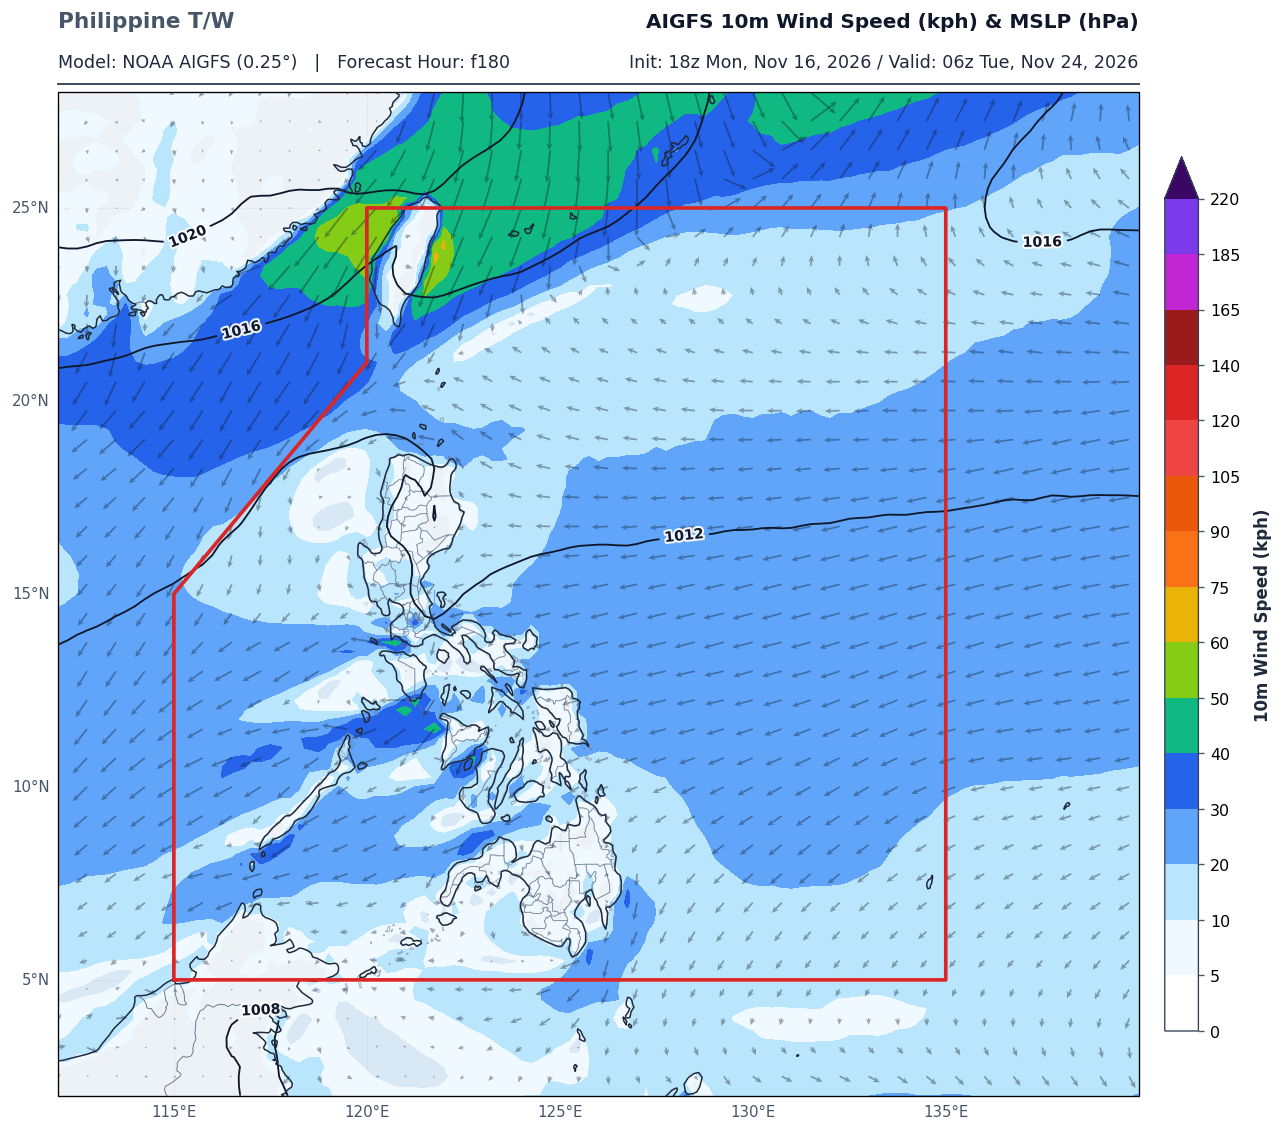 Philippine T/W
AIGFS 10m Wind Speed (kph) & MSLP (hPa)
Model: NOAA AIGFS (0.25°)   |   Forecast Hour: f180
Init: 18z Mon, Nov 16, 2026 / Valid: 06z Tue, Nov 24, 2026
25°N
20°N
15°N
10°N
5°N
115°E
120°E
125°E
130°E
135°E
1020
1016
1016
1012
1008
220
185
165
140
120
105
90
75
60
50
40
30
20
10
5
0
10m Wind Speed (kph)